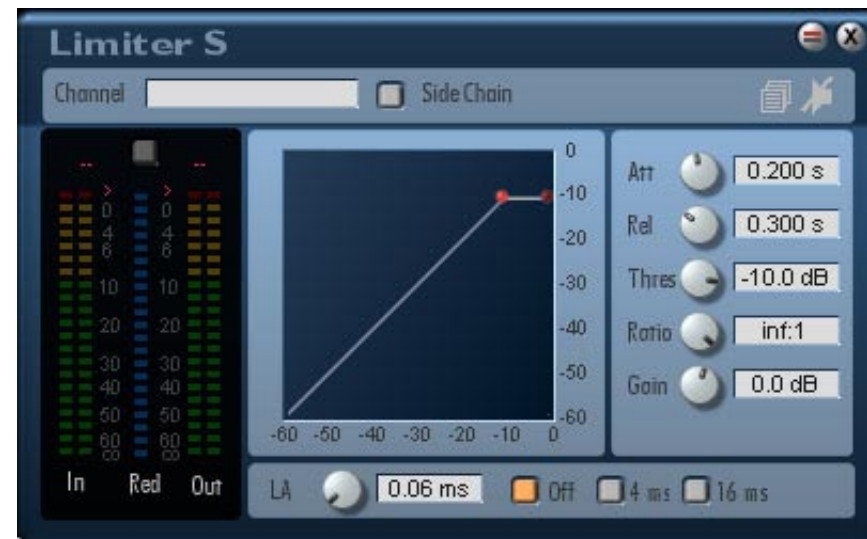 Limiter S
Channel
Side Chain
-- --
> >
0 0
4 4
6 6
10 10
20 20
30 30
40 40
50 50
60 60
∞ ∞
In Red Out
0
-10
-20
-30
-40
-50
-60
-60 -50 -40 -30 -20 -10 0
Att 0.200 s
Rel 0.300 s
Thres -10.0 dB
Ratio inf:1
Gain 0.0 dB
LA 0.06 ms Off 4 ms 16 ms